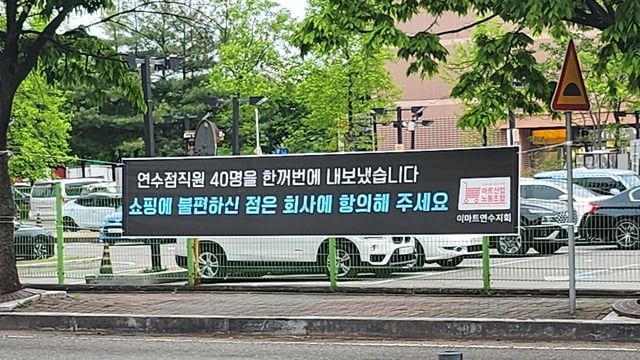 연수점직원 40명을 한꺼번에 내보냈습니다
쇼핑에 불편하신 점은 회사에 항의해 주세요
마트산업
노동조합
이마트연수지회